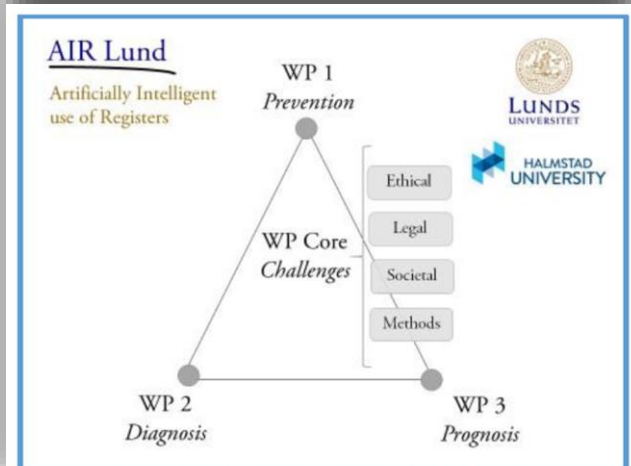 AIR Lund
Artificially Intelligent
use of Registers
WP 1
Prevention
LUNDS
UNIVERSITET
HALMSTAD
UNIVERSITY
Ethical
Legal
WP Core
Challenges
Societal
Methods
WP 2
Diagnosis
WP 3
Prognosis